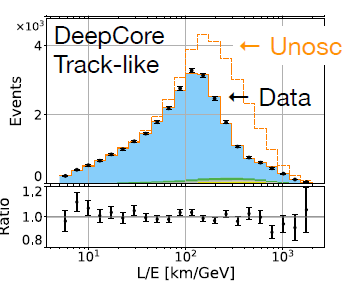 ×10³
DeepCore
Track-like
← Unosc
← Data
4
2
0
Events
1.2
1.0
0.8
Ratio
10¹
10²
10³
L/E [km/GeV]